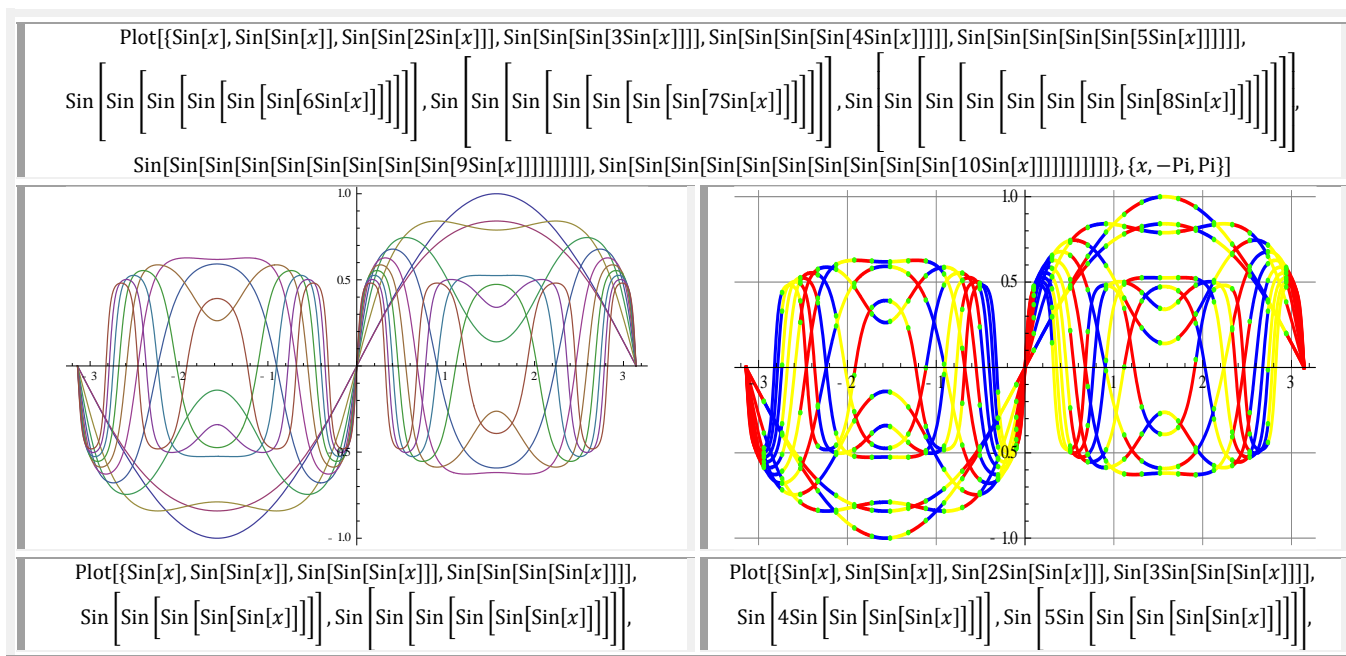 Plot[{Sin[x], Sin[Sin[x]], Sin[Sin[2Sin[x]]], Sin[Sin[Sin[3Sin[x]]]], Sin[Sin[Sin[Sin[4Sin[x]]]]], Sin[Sin[Sin[Sin[Sin[5Sin[x]]]]]],
Sin[Sin[Sin[Sin[Sin[Sin[6Sin[x]]]]]]], Sin[Sin[Sin[Sin[Sin[Sin[Sin[7Sin[x]]]]]]]], Sin[Sin[Sin[Sin[Sin[Sin[Sin[Sin[8Sin[x]]]]]]]]],
Sin[Sin[Sin[Sin[Sin[Sin[Sin[Sin[Sin[9Sin[x]]]]]]]]]], Sin[Sin[Sin[Sin[Sin[Sin[Sin[Sin[Sin[Sin[10Sin[x]]]]]]]]]]]}, {x, −Pi, Pi}]
1.0
0.5
- 3 - 2 - 1 1 2 3
0.5
- 1.0
1.0
0.5
- 3 - 2 - 1 1 2 3
0.5
- 1.0
Plot[{Sin[x], Sin[Sin[x]], Sin[Sin[Sin[x]]], Sin[Sin[Sin[Sin[x]]]],
Sin[Sin[Sin[Sin[Sin[x]]]]], Sin[Sin[Sin[Sin[Sin[Sin[x]]]]]],
Plot[{Sin[x], Sin[Sin[x]], Sin[2Sin[Sin[x]]], Sin[3Sin[Sin[Sin[x]]]],
Sin[4Sin[Sin[Sin[Sin[x]]]]], Sin[5Sin[Sin[Sin[Sin[Sin[x]]]]]],